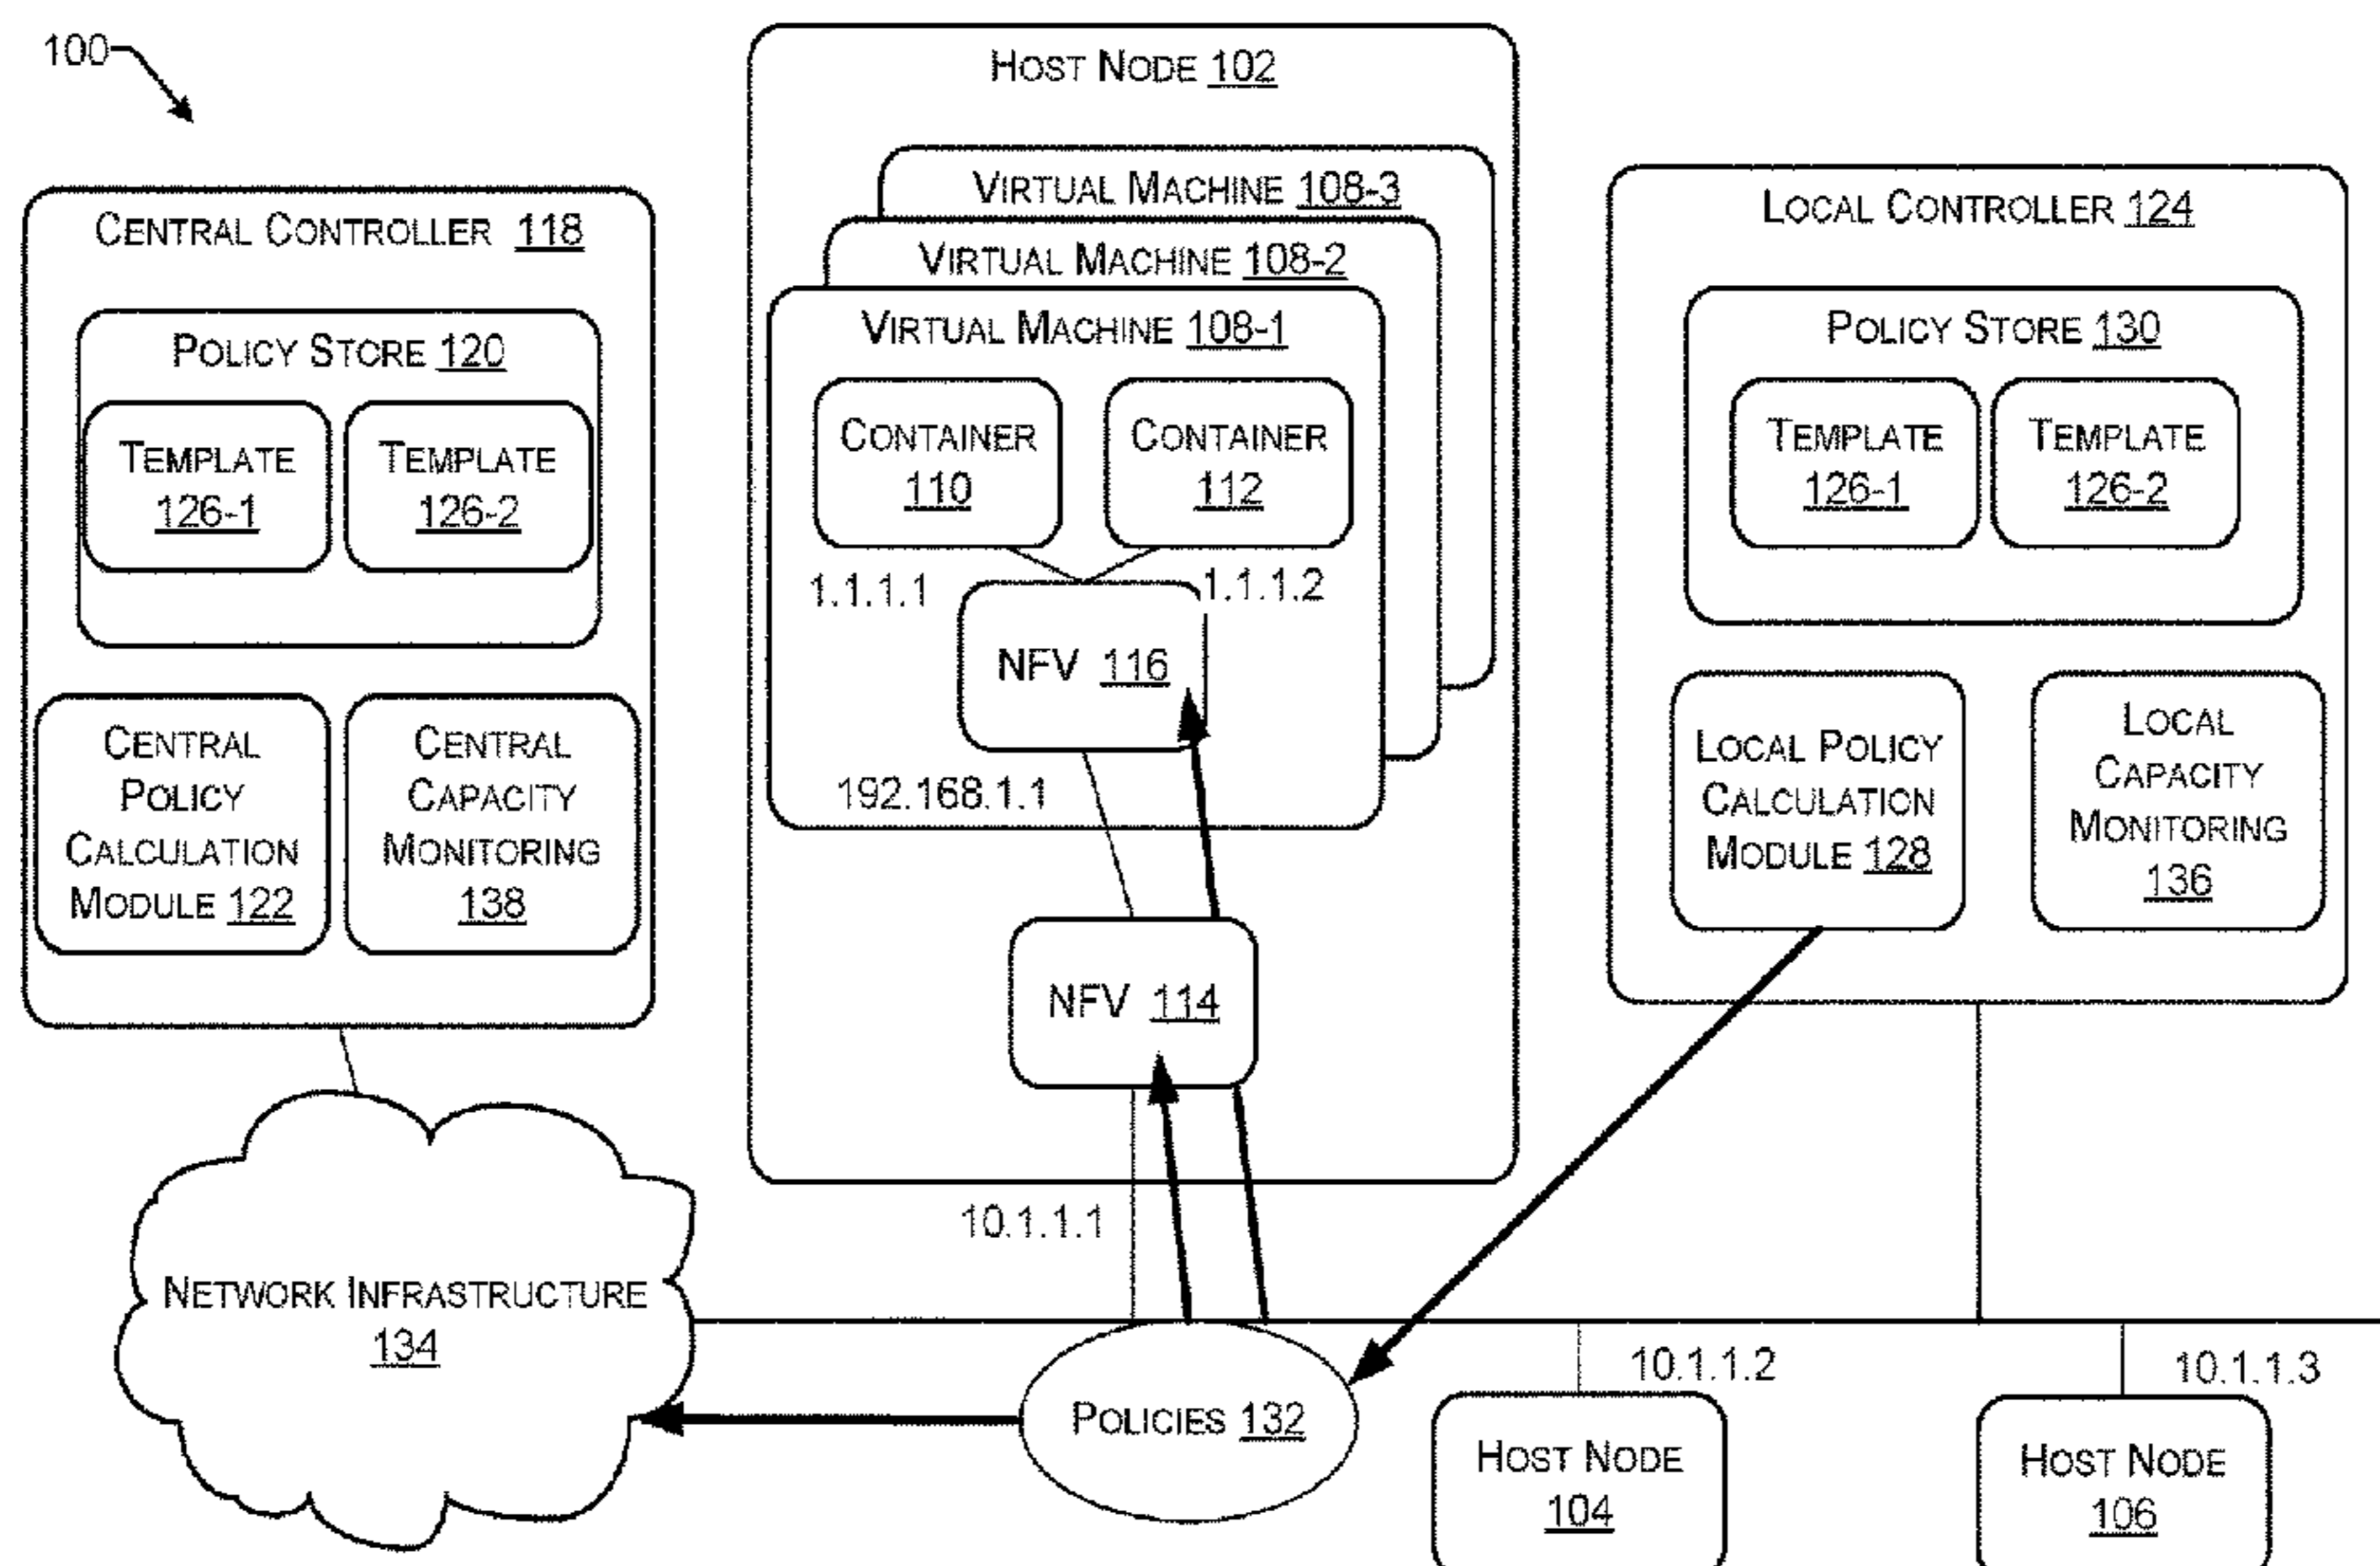 100
HOST NODE 102
VIRTUAL MACHINE 108-3
VIRTUAL MACHINE 108-2
VIRTUAL MACHINE 108-1
CONTAINER
110
CONTAINER
112
1.1.1.1
1.1.1.2
NFV 116
192.168.1.1
NFV 114
10.1.1.1
CENTRAL CONTROLLER 118
POLICY STORE 120
TEMPLATE
126-1
TEMPLATE
126-2
CENTRAL
POLICY
CALCULATION
MODULE 122
CENTRAL
CAPACITY
MONITORING
138
LOCAL CONTROLLER 124
POLICY STORE 130
TEMPLATE
126-1
TEMPLATE
126-2
LOCAL POLICY
CALCULATION
MODULE 128
LOCAL
CAPACITY
MONITORING
136
NETWORK INFRASTRUCTURE
134
POLICIES 132
10.1.1.2
HOST NODE
104
10.1.1.3
HOST NODE
106